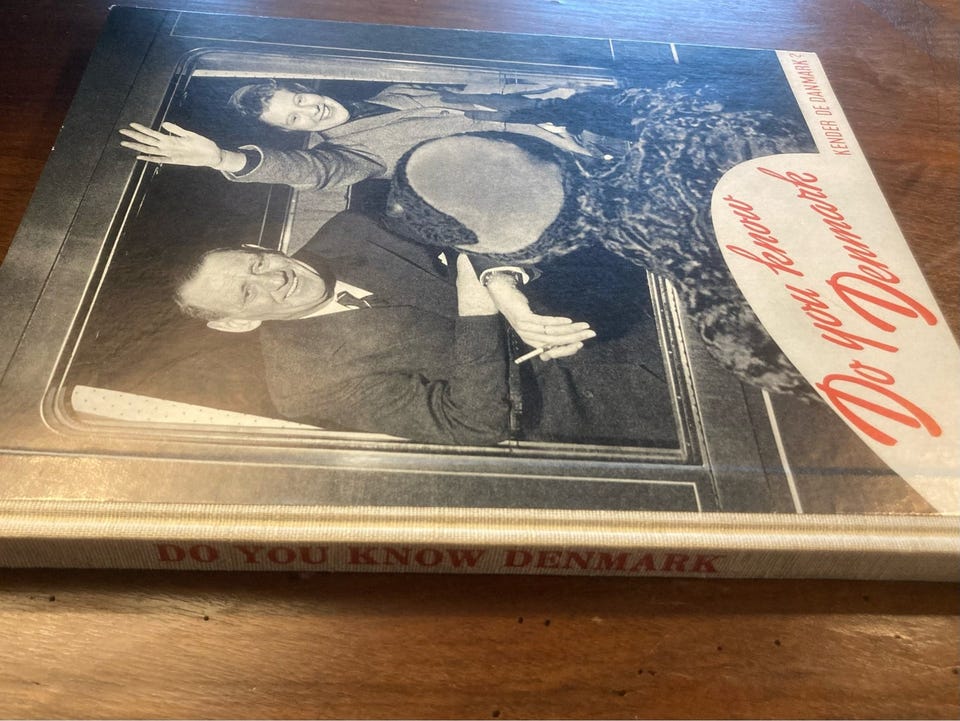 Do you know
Denmark
KENDER DE DANMARK?
DO YOU KNOW DENMARK